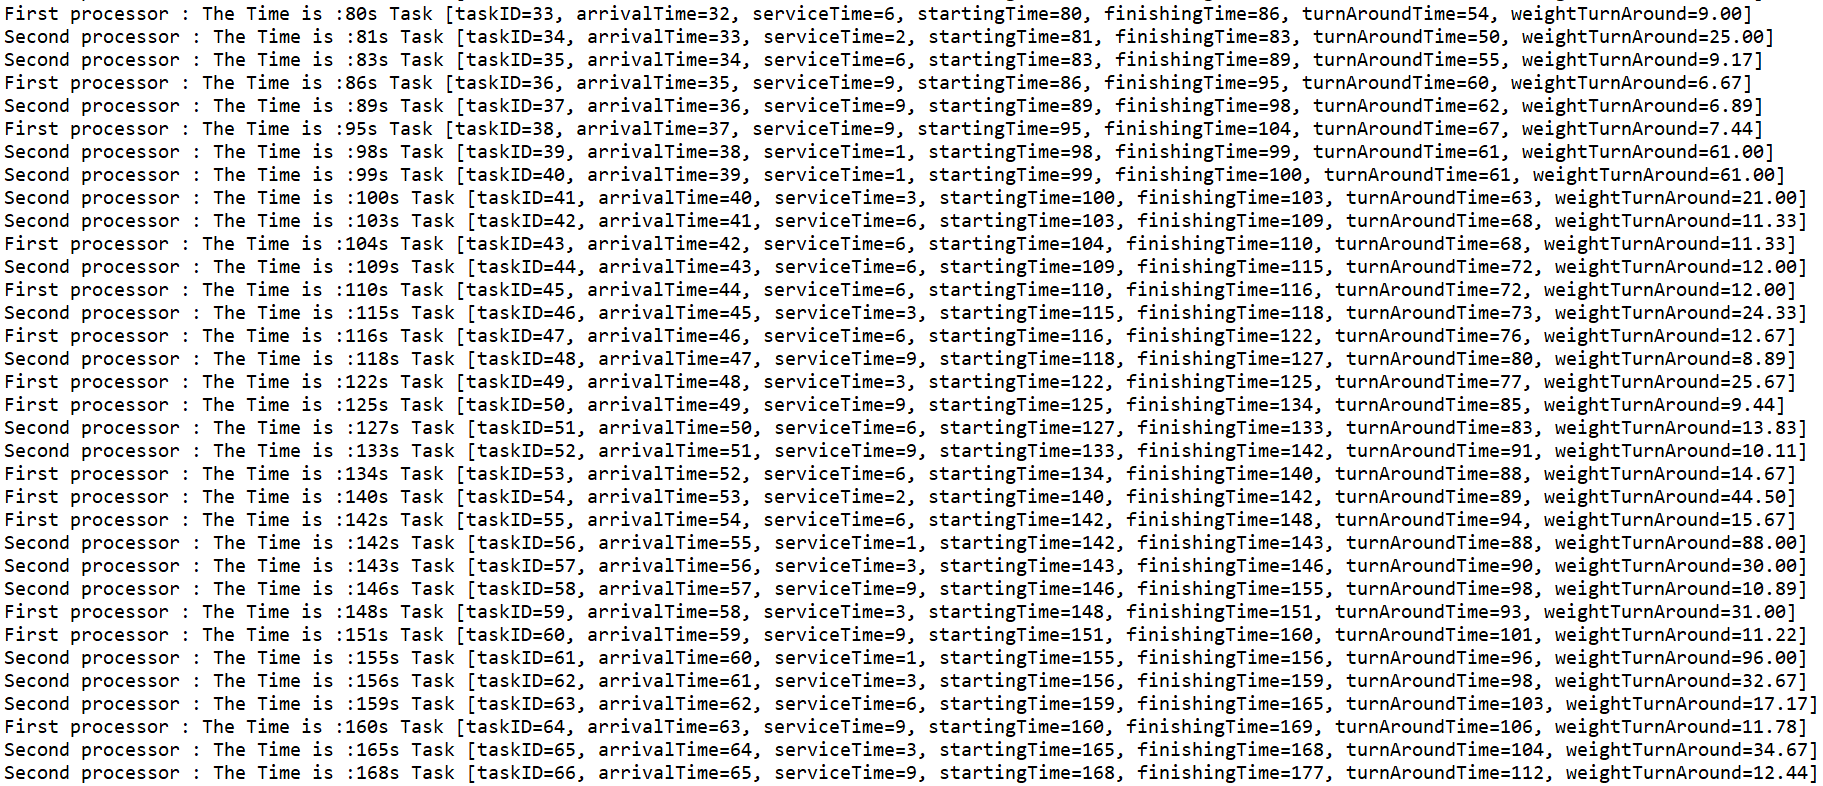 First processor : The Time is :80s Task [taskID=33, arrivalTime=32, serviceTime=6, startingTime=80, finishingTime=86, turnAroundTime=54, weightTurnAround=9.00]
Second processor : The Time is :81s Task [taskID=34, arrivalTime=33, serviceTime=2, startingTime=81, finishingTime=83, turnAroundTime=50, weightTurnAround=25.00]
Second processor : The Time is :83s Task [taskID=35, arrivalTime=34, serviceTime=6, startingTime=83, finishingTime=89, turnAroundTime=55, weightTurnAround=9.17]
First processor : The Time is :86s Task [taskID=36, arrivalTime=35, serviceTime=9, startingTime=86, finishingTime=95, turnAroundTime=60, weightTurnAround=6.67]
Second processor : The Time is :89s Task [taskID=37, arrivalTime=36, serviceTime=9, startingTime=89, finishingTime=98, turnAroundTime=62, weightTurnAround=6.89]
First processor : The Time is :95s Task [taskID=38, arrivalTime=37, serviceTime=9, startingTime=95, finishingTime=104, turnAroundTime=67, weightTurnAround=7.44]
Second processor : The Time is :98s Task [taskID=39, arrivalTime=38, serviceTime=1, startingTime=98, finishingTime=99, turnAroundTime=61, weightTurnAround=61.00]
Second processor : The Time is :99s Task [taskID=40, arrivalTime=39, serviceTime=1, startingTime=99, finishingTime=100, turnAroundTime=61, weightTurnAround=61.00]
Second processor : The Time is :100s Task [taskID=41, arrivalTime=40, serviceTime=3, startingTime=100, finishingTime=103, turnAroundTime=63, weightTurnAround=21.00]
Second processor : The Time is :103s Task [taskID=42, arrivalTime=41, serviceTime=6, startingTime=103, finishingTime=109, turnAroundTime=68, weightTurnAround=11.33]
First processor : The Time is :104s Task [taskID=43, arrivalTime=42, serviceTime=6, startingTime=104, finishingTime=110, turnAroundTime=68, weightTurnAround=11.33]
Second processor : The Time is :109s Task [taskID=44, arrivalTime=43, serviceTime=6, startingTime=109, finishingTime=115, turnAroundTime=72, weightTurnAround=12.00]
First processor : The Time is :110s Task [taskID=45, arrivalTime=44, serviceTime=6, startingTime=110, finishingTime=116, turnAroundTime=72, weightTurnAround=12.00]
Second processor : The Time is :115s Task [taskID=46, arrivalTime=45, serviceTime=3, startingTime=115, finishingTime=118, turnAroundTime=73, weightTurnAround=24.33]
First processor : The Time is :116s Task [taskID=47, arrivalTime=46, serviceTime=6, startingTime=116, finishingTime=122, turnAroundTime=76, weightTurnAround=12.67]
Second processor : The Time is :118s Task [taskID=48, arrivalTime=47, serviceTime=9, startingTime=118, finishingTime=127, turnAroundTime=80, weightTurnAround=8.89]
First processor : The Time is :122s Task [taskID=49, arrivalTime=48, serviceTime=3, startingTime=122, finishingTime=125, turnAroundTime=77, weightTurnAround=25.67]
First processor : The Time is :125s Task [taskID=50, arrivalTime=49, serviceTime=9, startingTime=125, finishingTime=134, turnAroundTime=85, weightTurnAround=9.44]
Second processor : The Time is :127s Task [taskID=51, arrivalTime=50, serviceTime=6, startingTime=127, finishingTime=133, turnAroundTime=83, weightTurnAround=13.83]
Second processor : The Time is :133s Task [taskID=52, arrivalTime=51, serviceTime=9, startingTime=133, finishingTime=142, turnAroundTime=91, weightTurnAround=10.11]
First processor : The Time is :134s Task [taskID=53, arrivalTime=52, serviceTime=6, startingTime=134, finishingTime=140, turnAroundTime=88, weightTurnAround=14.67]
First processor : The Time is :140s Task [taskID=54, arrivalTime=53, serviceTime=2, startingTime=140, finishingTime=142, turnAroundTime=89, weightTurnAround=44.50]
First processor : The Time is :142s Task [taskID=55, arrivalTime=54, serviceTime=6, startingTime=142, finishingTime=148, turnAroundTime=94, weightTurnAround=15.67]
Second processor : The Time is :142s Task [taskID=56, arrivalTime=55, serviceTime=1, startingTime=142, finishingTime=143, turnAroundTime=88, weightTurnAround=88.00]
Second processor : The Time is :143s Task [taskID=57, arrivalTime=56, serviceTime=3, startingTime=143, finishingTime=146, turnAroundTime=90, weightTurnAround=30.00]
Second processor : The Time is :146s Task [taskID=58, arrivalTime=57, serviceTime=9, startingTime=146, finishingTime=155, turnAroundTime=98, weightTurnAround=10.89]
First processor : The Time is :148s Task [taskID=59, arrivalTime=58, serviceTime=3, startingTime=148, finishingTime=151, turnAroundTime=93, weightTurnAround=31.00]
First processor : The Time is :151s Task [taskID=60, arrivalTime=59, serviceTime=9, startingTime=151, finishingTime=160, turnAroundTime=101, weightTurnAround=11.22]
Second processor : The Time is :155s Task [taskID=61, arrivalTime=60, serviceTime=1, startingTime=155, finishingTime=156, turnAroundTime=96, weightTurnAround=96.00]
Second processor : The Time is :156s Task [taskID=62, arrivalTime=61, serviceTime=3, startingTime=156, finishingTime=159, turnAroundTime=98, weightTurnAround=32.67]
Second processor : The Time is :159s Task [taskID=63, arrivalTime=62, serviceTime=6, startingTime=159, finishingTime=165, turnAroundTime=103, weightTurnAround=17.17]
First processor : The Time is :160s Task [taskID=64, arrivalTime=63, serviceTime=9, startingTime=160, finishingTime=169, turnAroundTime=106, weightTurnAround=11.78]
Second processor : The Time is :165s Task [taskID=65, arrivalTime=64, serviceTime=3, startingTime=165, finishingTime=168, turnAroundTime=104, weightTurnAround=34.67]
Second processor : The Time is :168s Task [taskID=66, arrivalTime=65, serviceTime=9, startingTime=168, finishingTime=177, turnAroundTime=112, weightTurnAround=12.44]